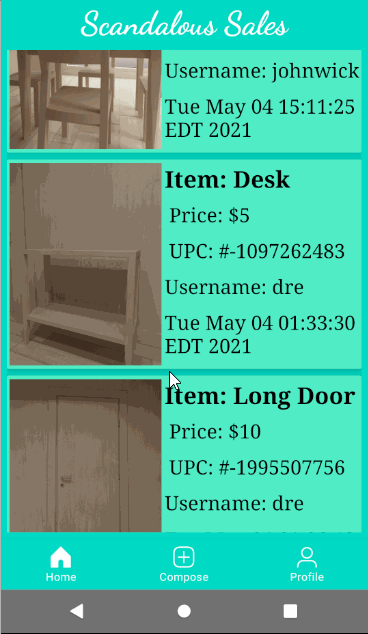 Scandalous Sales
Username: johnwick
Tue May 04 15:11:25
EDT 2021
Item: Desk
Price: $5
UPC: #-1097262483
Username: dre
Tue May 04 01:33:30
EDT 2021
Item: Long Door
Price: $10
UPC: #-1995507756
Username: dre
Home
Compose
Profile